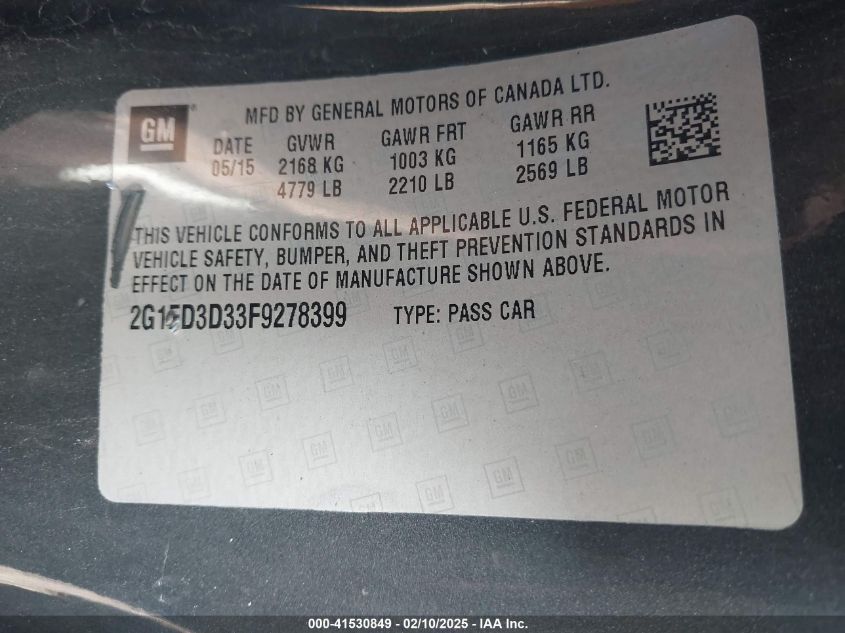 GM®
MFD BY GENERAL MOTORS OF CANADA LTD.
DATE GVWR GAWR FRT GAWR RR
05/15 2168 KG 1003 KG 1165 KG
4779 LB 2210 LB 2569 LB
THIS VEHICLE CONFORMS TO ALL APPLICABLE U.S. FEDERAL MOTOR
VEHICLE SAFETY, BUMPER, AND THEFT PREVENTION STANDARDS IN
EFFECT ON THE DATE OF MANUFACTURE SHOWN ABOVE.
2G1FD3D33F9278399 TYPE: PASS CAR
000-41530849 - 02/10/2025 - IAA Inc.